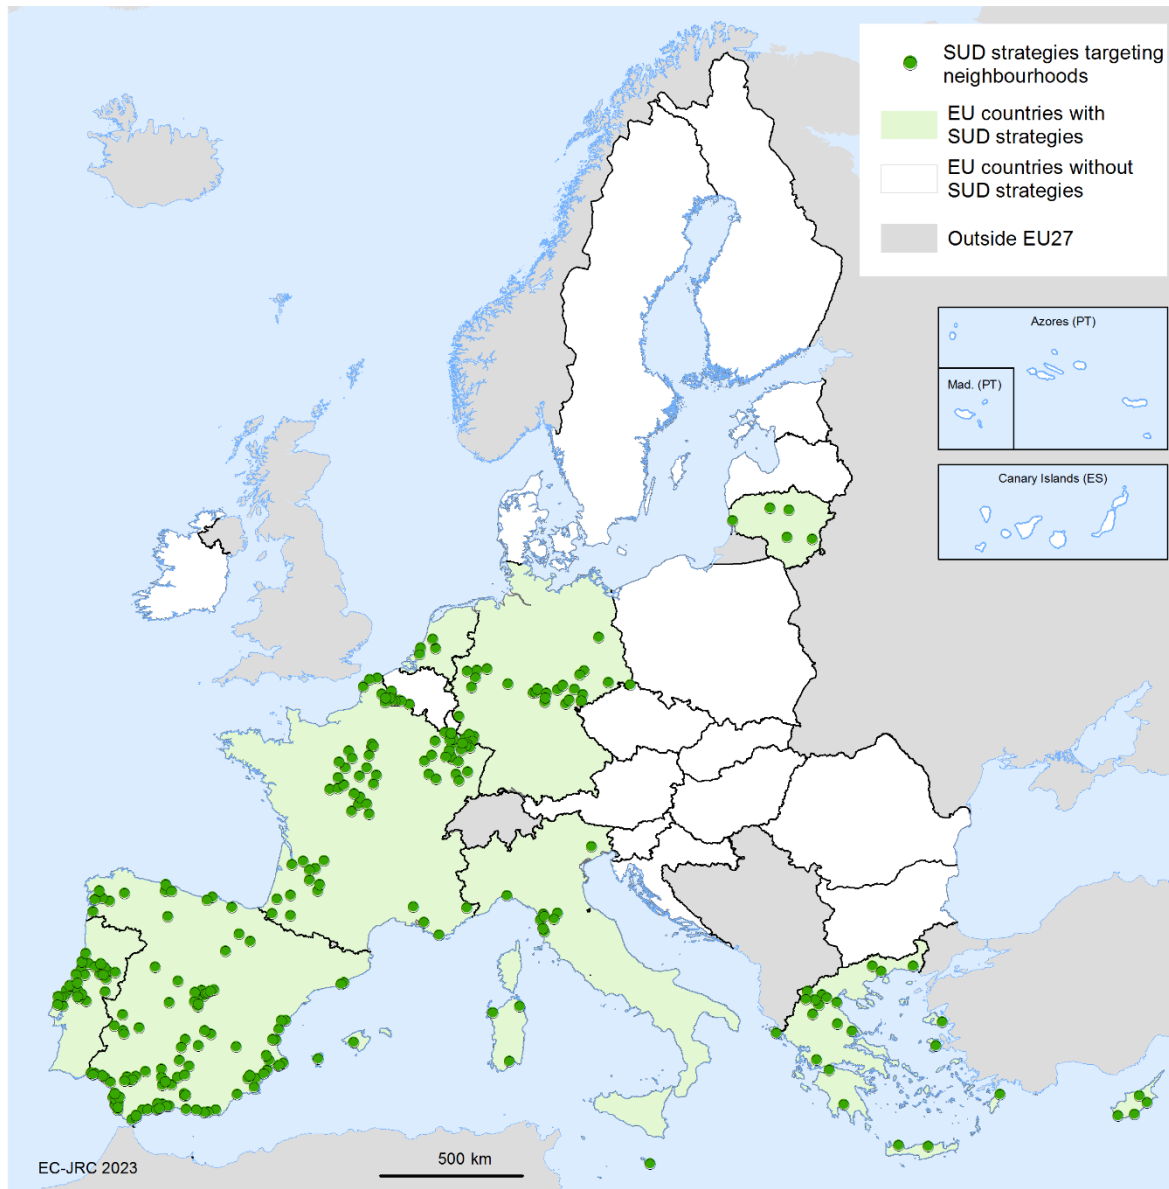 SUD strategies targeting
neighbourhoods
EU countries with
SUD strategies
EU countries without
SUD strategies
Outside EU27
Azores (PT)
Mad. (PT)
Canary Islands (ES)
500 km
EC-JRC 2023